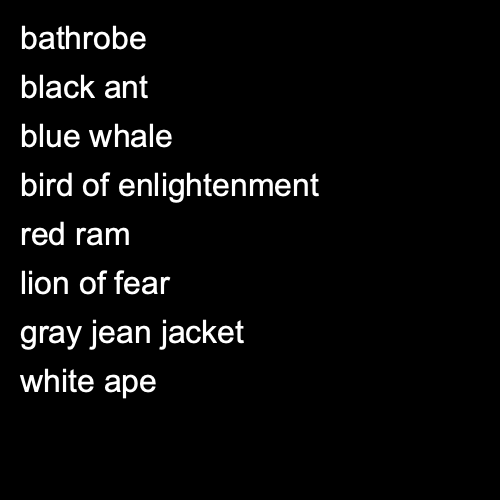 bathrobe
black ant
blue whale
bird of enlightenment
red ram
lion of fear
gray jean jacket
white ape